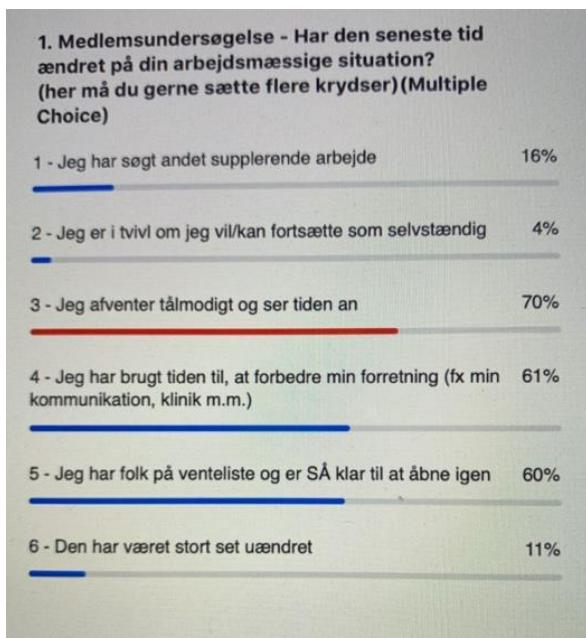 1. Medlemsundersøgelse - Har den seneste tid
ændret på din arbejdsmæssige situation?
(her må du gerne sætte flere krydser)(Multiple
Choice)
1 - Jeg har søgt andet supplerende arbejde 16%
2 - Jeg er i tvivl om jeg vil/kan fortsætte som selvstændig 4%
3 - Jeg afventer tålmodigt og ser tiden an 70%
4 - Jeg har brugt tiden til, at forbedre min forretning (fx min 61%
kommunikation, klinik m.m.)
5 - Jeg har folk på venteliste og er SÅ klar til at åbne igen 60%
6 - Den har været stort set uændret 11%